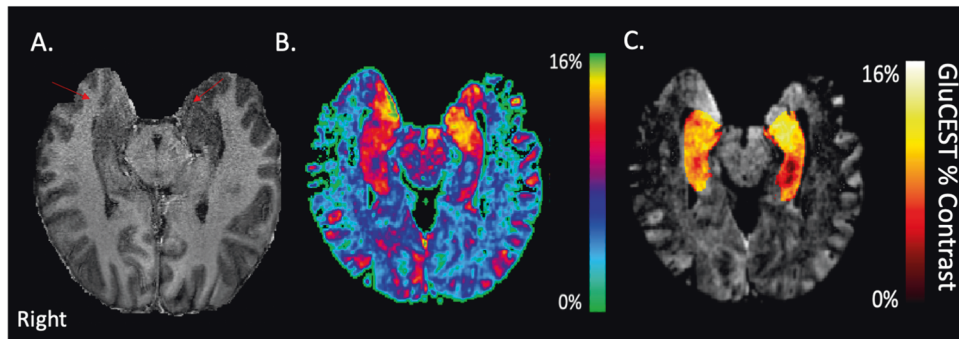 A.
B.
C.
16%
0%
16%
0%
GluCEST % Contrast
Right